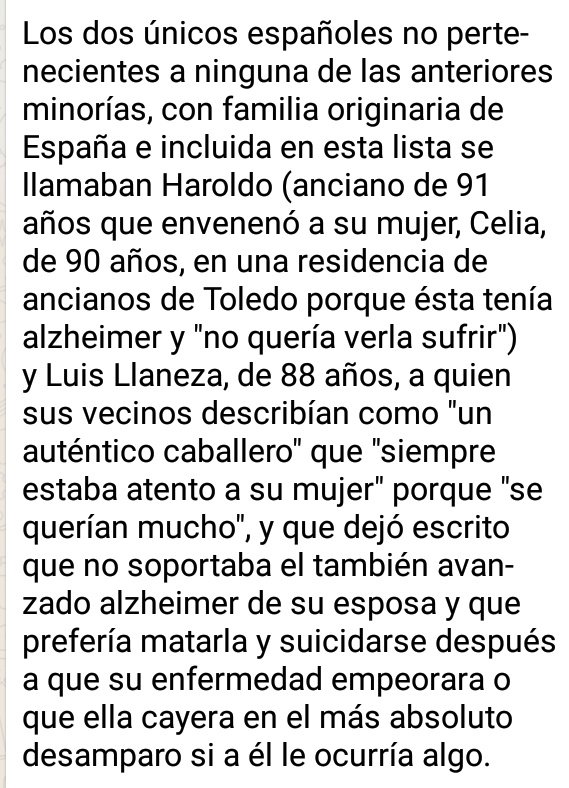 Los dos únicos españoles no perte-
necientes a ninguna de las anteriores
minorías, con familia originaria de
España e incluida en esta lista se
llamaban Haroldo (anciano de 91
años que envenenó a su mujer, Celia,
de 90 años, en una residencia de
ancianos de Toledo porque ésta tenía
alzheimer y "no quería verla sufrir")
y Luis Llaneza, de 88 años, a quien
sus vecinos describían como "un
auténtico caballero" que "siempre
estaba atento a su mujer" porque "se
querían mucho", y que dejó escrito
que no soportaba el también avan-
zado alzheimer de su esposa y que
prefería matarla y suicidarse después
a que su enfermedad empeorara o
que ella cayera en el más absoluto
desamparo si a él le ocurría algo.